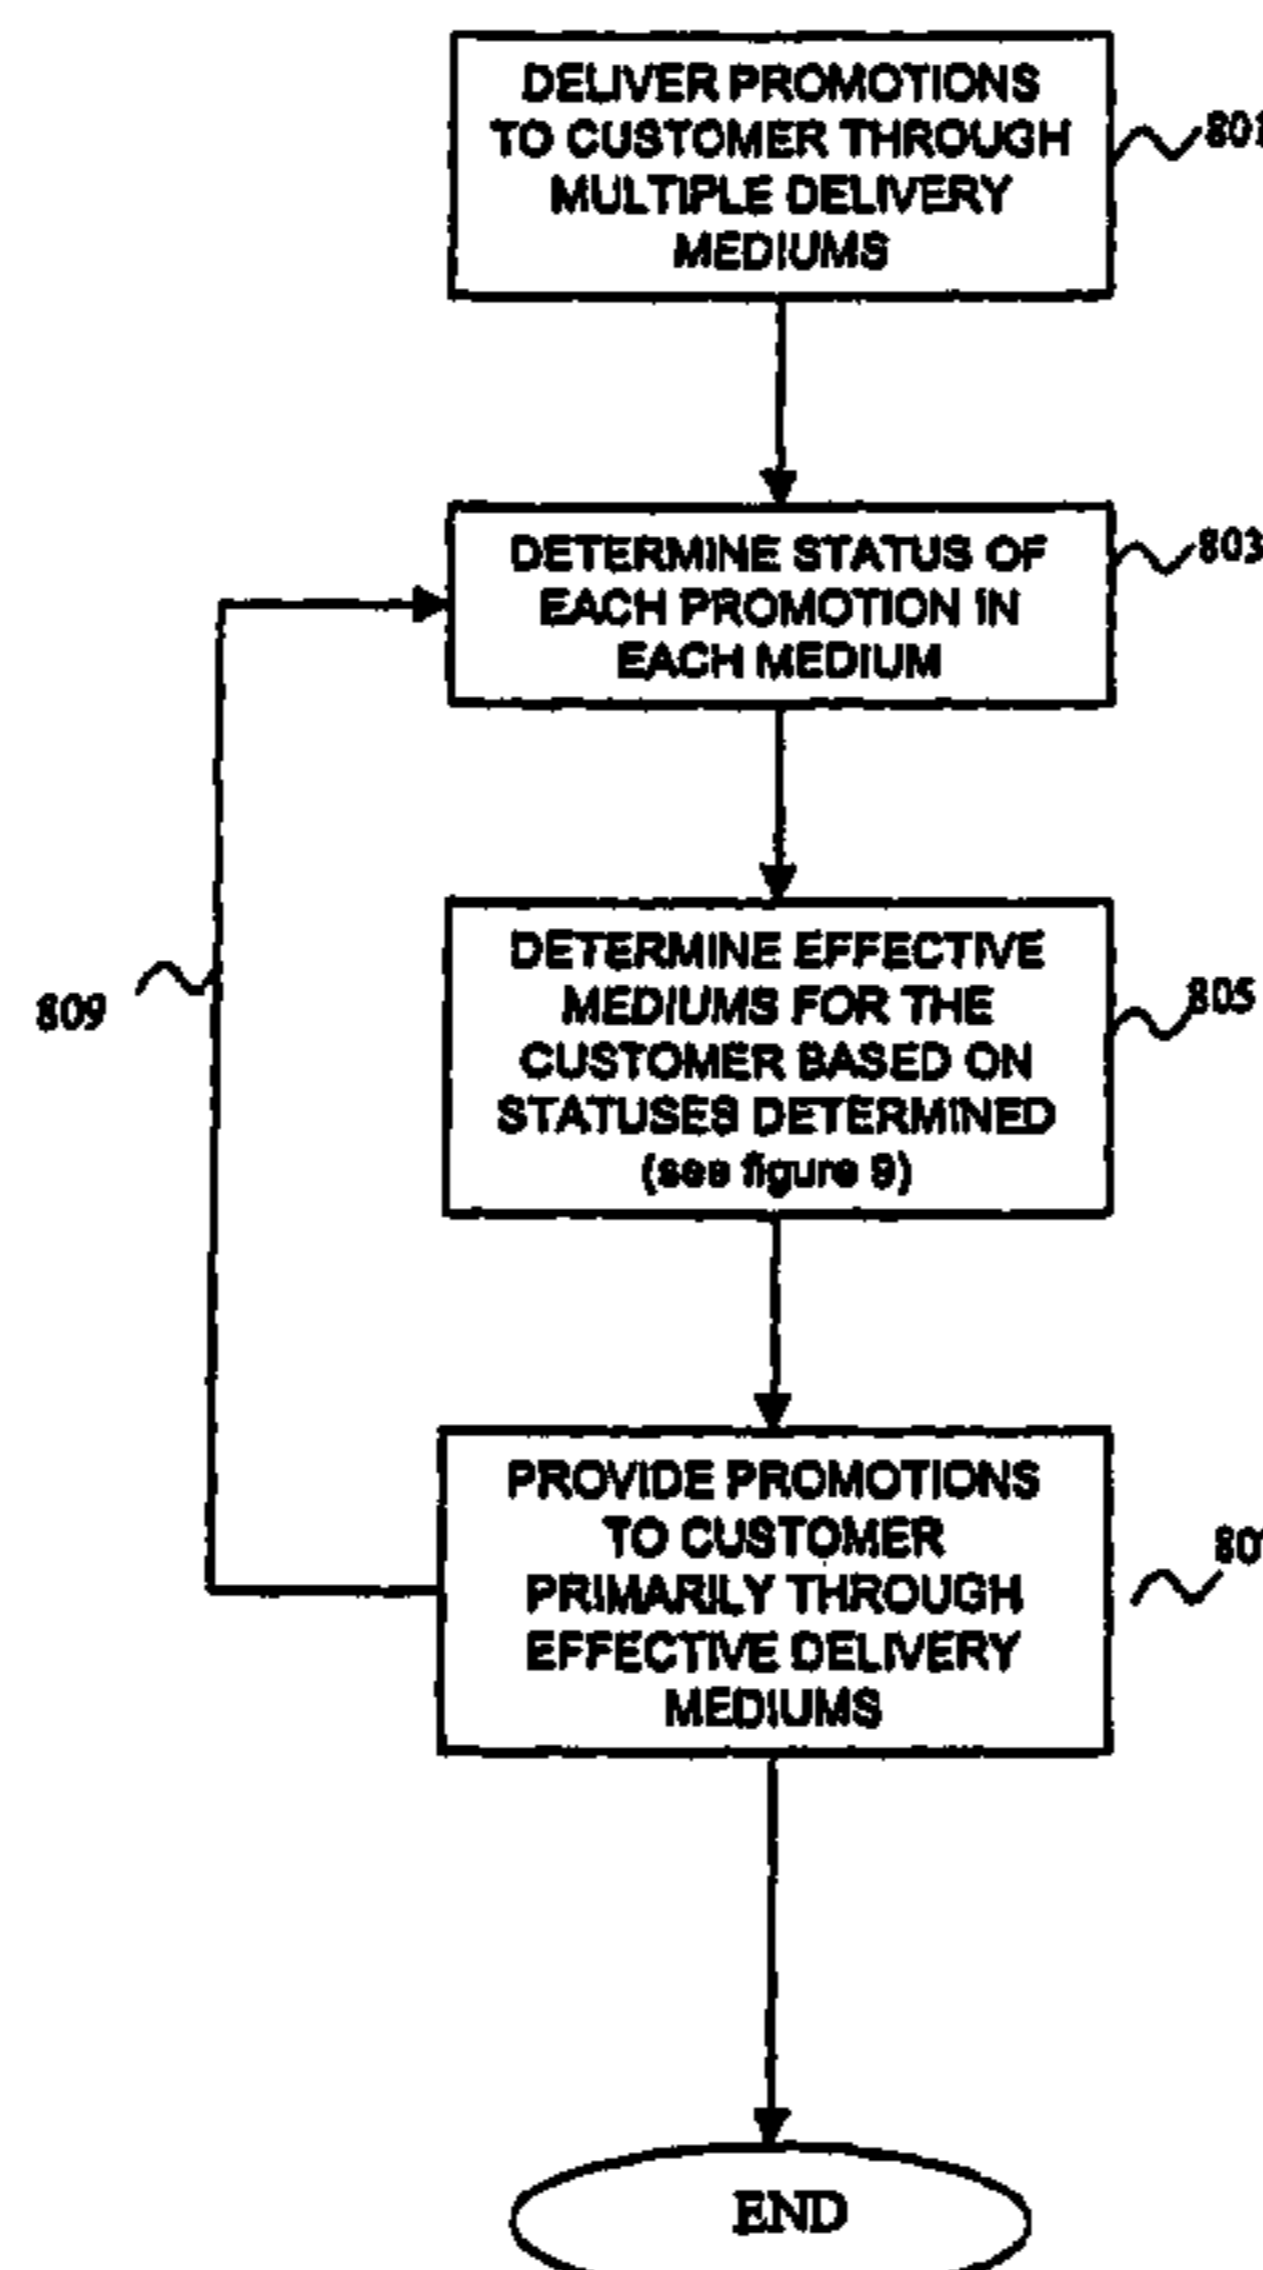 DELIVER PROMOTIONS
TO CUSTOMER THROUGH
MULTIPLE DELIVERY
MEDIUMS
801
DETERMINE STATUS OF
EACH PROMOTION IN
EACH MEDIUM
803
809
DETERMINE EFFECTIVE
MEDIUMS FOR THE
CUSTOMER BASED ON
STATUSES DETERMINED
(see figure 9)
805
PROVIDE PROMOTIONS
TO CUSTOMER
PRIMARILY THROUGH
EFFECTIVE DELIVERY
MEDIUMS
END